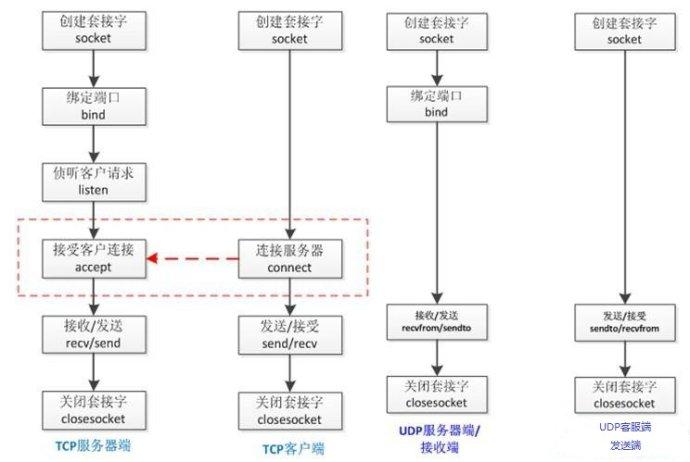 创建套接字
socket
绑定端口
bind
侦听客户请求
listen
接受客户连接
accept
接收/发送
recv/send
关闭套接字
closesocket
TCP服务器端
创建套接字
socket
连接服务器
connect
发送/接受
send/recv
关闭套接字
closesocket
TCP客户端
创建套接字
socket
绑定端口
bind
接收/发送
recvfrom/sendto
关闭套接字
closesocket
UDP服务器端/
接收端
创建套接字
socket
发送/接受
sendto/recvfrom
关闭套接字
closesocket
UDP客服端
发送端